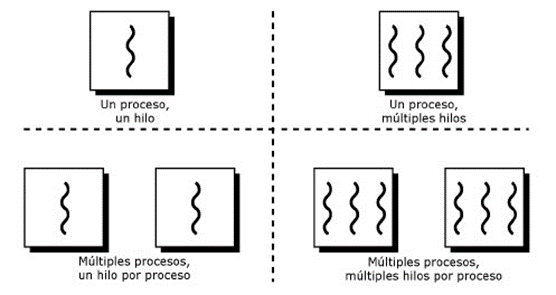 Un proceso,
un hilo
Un proceso,
múltiples hilos
Múltiples procesos,
un hilo por proceso
Múltiples procesos,
múltiples hilos por proceso